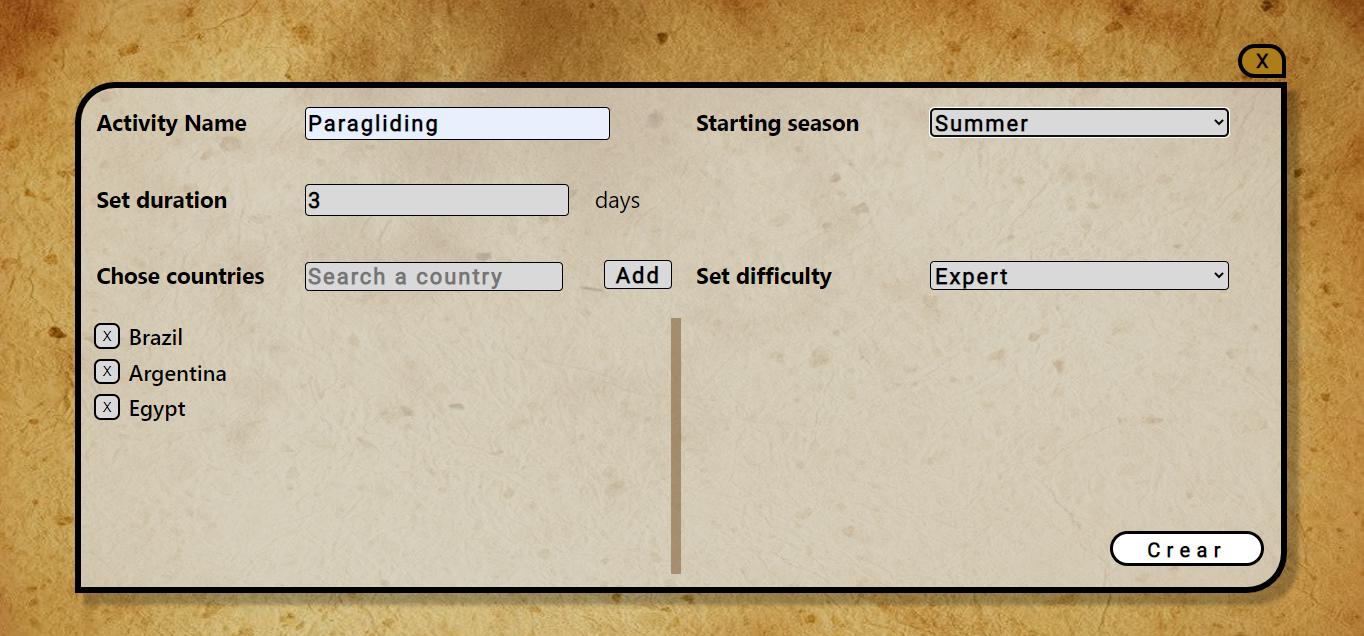 X
Activity Name Paragliding Starting season Summer
Set duration 3 days
Chose countries Search a country Add Set difficulty Expert
X Brazil
X Argentina
X Egypt
Crear